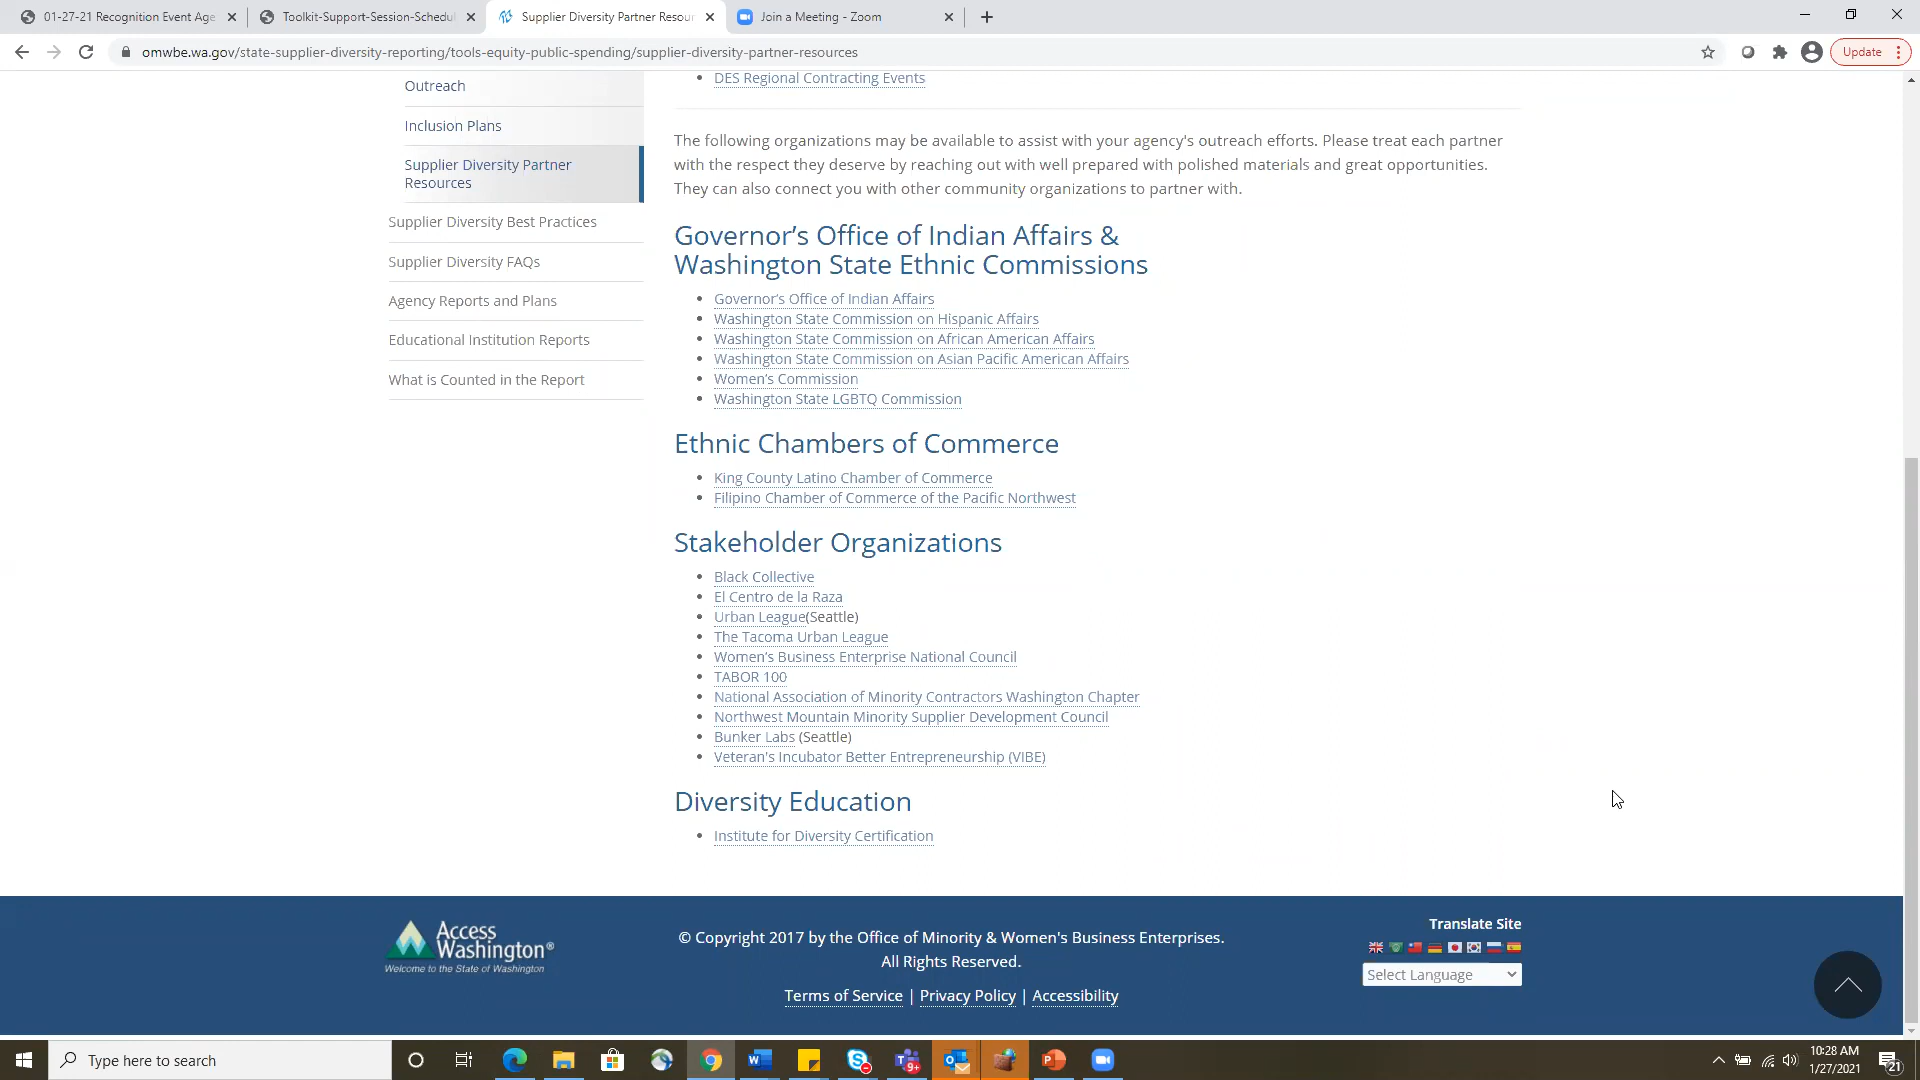 01-27-21 Recognition Event Age
Toolkit-Support-Session-Schedul
Supplier Diversity Partner Resour
Join a Meeting - Zoom
omwbe.wa.gov/state-supplier-diversity-reporting/tools-equity-public-spending/supplier-diversity-partner-resources
Update
Outreach
Inclusion Plans
Supplier Diversity Partner
Resources
Supplier Diversity Best Practices
Supplier Diversity FAQs
Agency Reports and Plans
Educational Institution Reports
What is Counted in the Report
• DES Regional Contracting Events
The following organizations may be available to assist with your agency's outreach efforts. Please treat each partner
with the respect they deserve by reaching out with well prepared with polished materials and great opportunities.
They can also connect you with other community organizations to partner with.
Governor's Office of Indian Affairs &
Washington State Ethnic Commissions
• Governor's Office of Indian Affairs
• Washington State Commission on Hispanic Affairs
• Washington State Commission on African American Affairs
• Washington State Commission on Asian Pacific American Affairs
• Women's Commission
• Washington State LGBTQ Commission
Ethnic Chambers of Commerce
• King County Latino Chamber of Commerce
• Filipino Chamber of Commerce of the Pacific Northwest
Stakeholder Organizations
• Black Collective
• El Centro de la Raza
• Urban League(Seattle)
• The Tacoma Urban League
• Women's Business Enterprise National Council
• TABOR 100
• National Association of Minority Contractors Washington Chapter
• Northwest Mountain Minority Supplier Development Council
• Bunker Labs (Seattle)
• Veteran's Incubator Better Entrepreneurship (VIBE)
Diversity Education
• Institute for Diversity Certification
Access
Washington®
Welcome to the State of Washington
© Copyright 2017 by the Office of Minority & Women's Business Enterprises.
All Rights Reserved.
Terms of Service | Privacy Policy | Accessibility
Translate Site
Select Language
Type here to search
9+
10:28 AM
1/27/2021
21